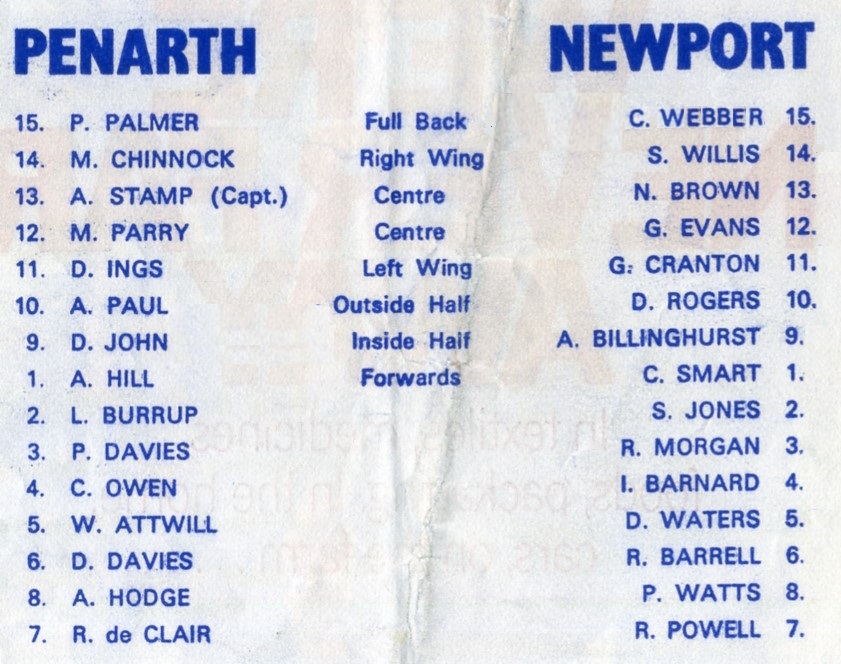 PENARTH NEWPORT
15. P. PALMER Full Back C. WEBBER 15.
14. M. CHINNOCK Right Wing S. WILLIS 14.
13. A. STAMP (Capt.) Centre N. BROWN 13.
12. M. PARRY Centre G. EVANS 12.
11. D. INGS Left Wing G. CRANTON 11.
10. A. PAUL Outside Half D. ROGERS 10.
9. D. JOHN Inside Half A. BILLINGHURST 9.
1. A. HILL Forwards C. SMART 1.
2. L. BURRUP S. JONES 2.
3. P. DAVIES R. MORGAN 3.
4. C. OWEN I. BARNARD 4.
5. W. ATTWILL D. WATERS 5.
6. D. DAVIES R. BARRELL 6.
8. A. HODGE P. WATTS 8.
7. R. de CLAIR R. POWELL 7.